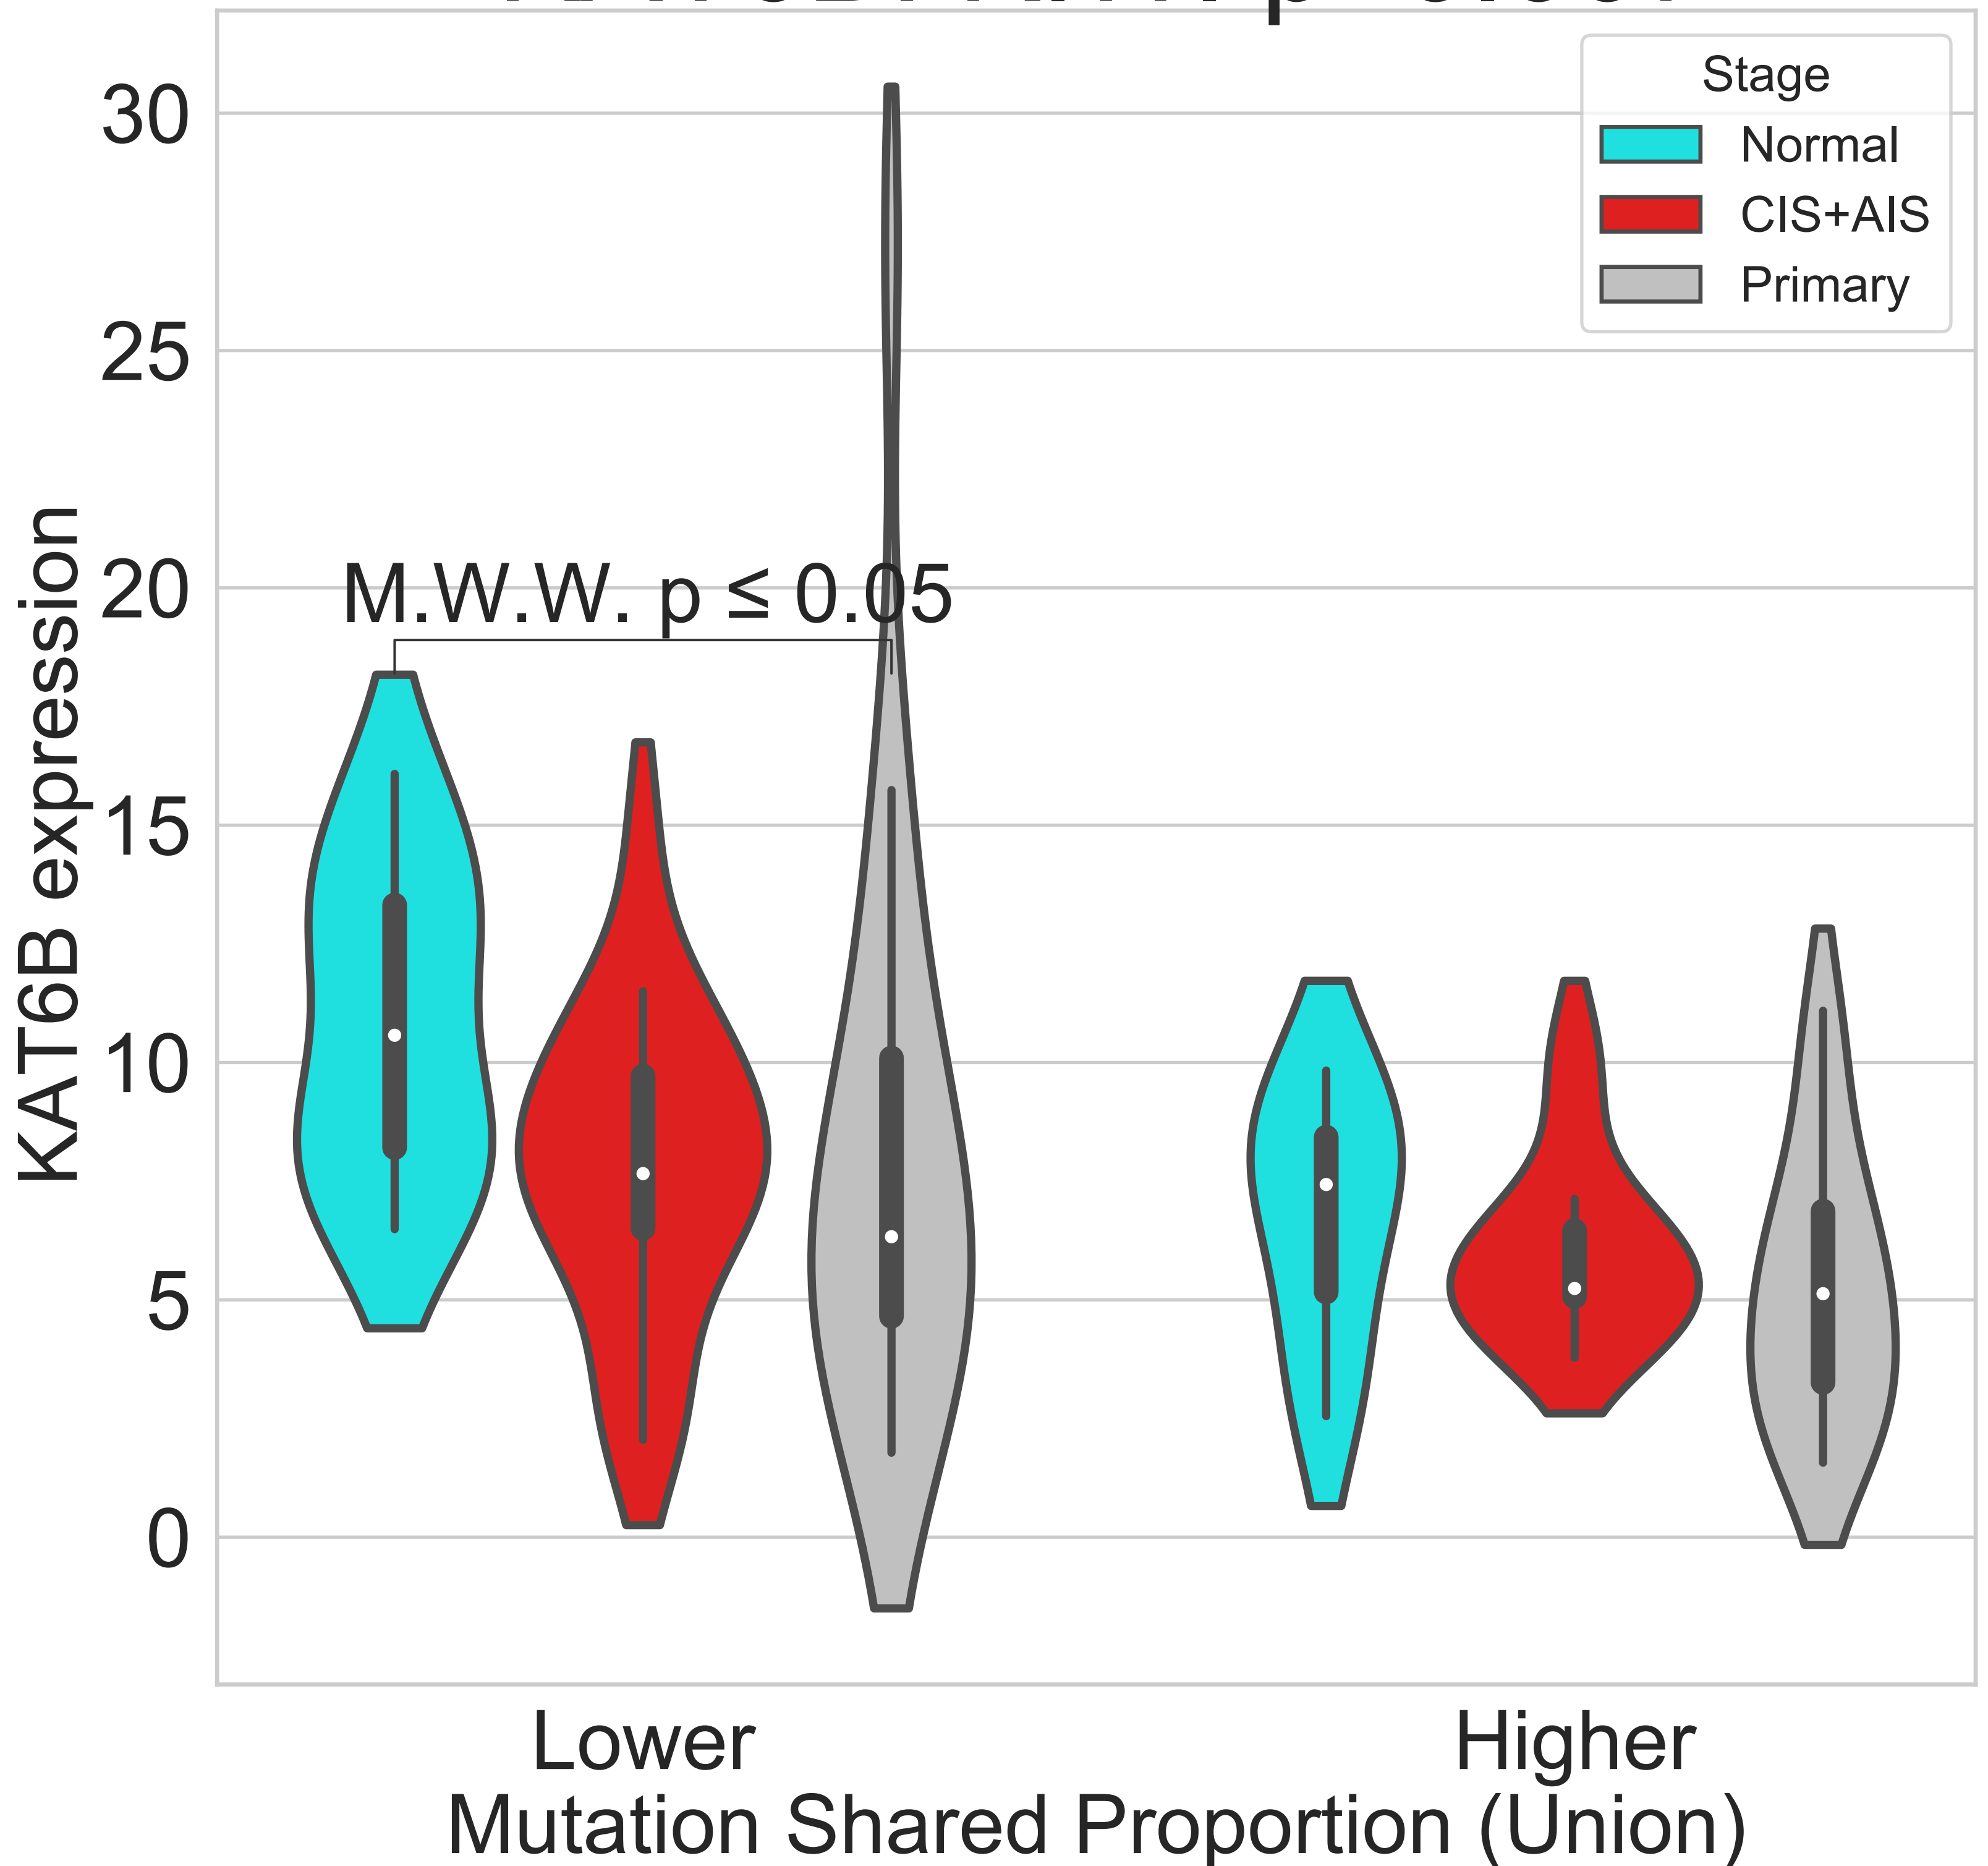 Stage
Normal
CIS+AIS
Primary
30
25
20
15
10
5
0
KAT6B expression
M.W.W. p ≤ 0.05
Lower
Higher
Mutation Shared Proportion (Union)